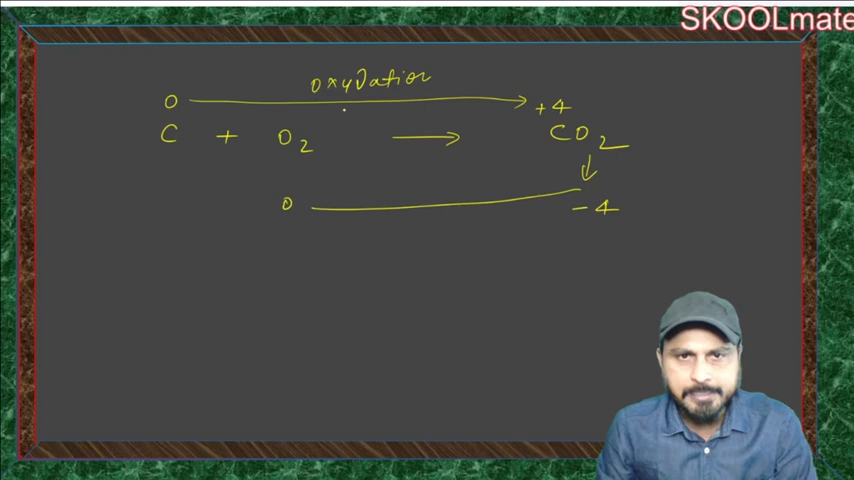 SKOOLmate
oxydation
0 +4
C + O2 → CO2
0 -4